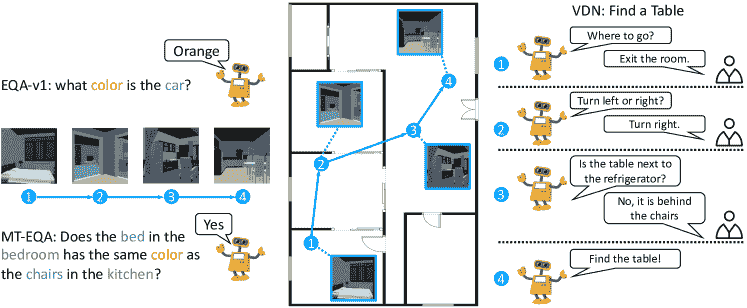 Orange
EQA-v1: what color is the car?
1 2 3 4
MT-EQA: Does the bed in the
bedroom has the same color as
the chairs in the kitchen?
Yes
4
3
2
1
VDN: Find a Table
1
Where to go?
Exit the room.
2
Turn left or right?
Turn right.
3
Is the table next to
the refrigerator?
No, it is behind
the chairs
4
Find the table!